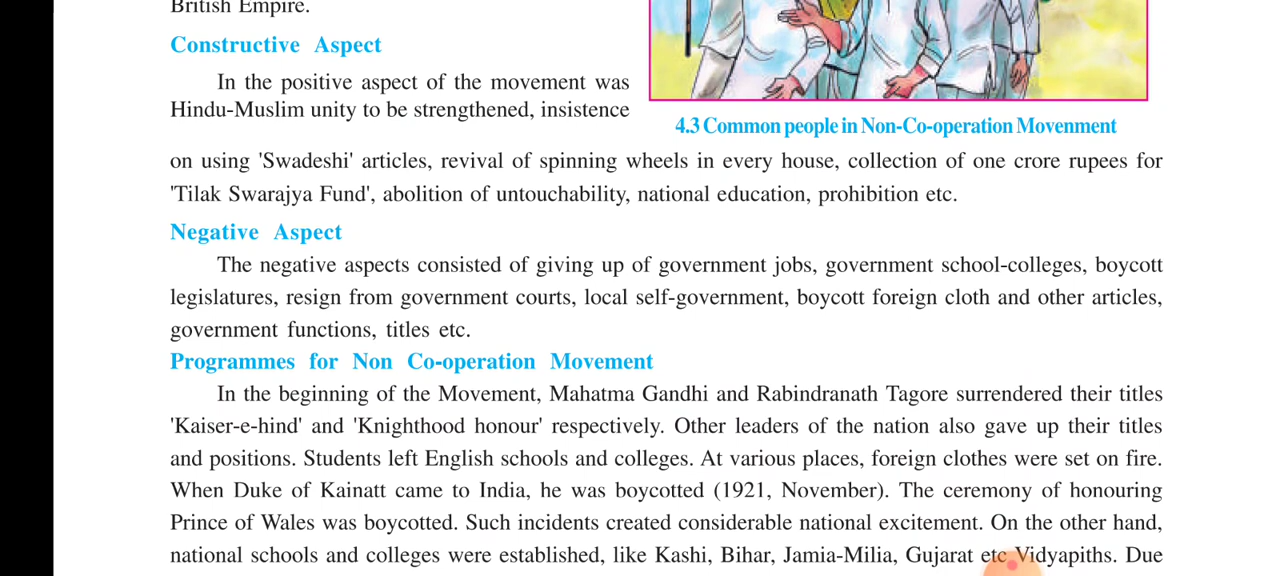 British Empire.
Constructive Aspect
In the positive aspect of the movement was
Hindu-Muslim unity to be strengthened, insistence
4.3 Common people in Non-Co-operation Movenment
on using 'Swadeshi' articles, revival of spinning wheels in every house, collection of one crore rupees for
'Tilak Swarajya Fund', abolition of untouchability, national education, prohibition etc.
Negative Aspect
The negative aspects consisted of giving up of government jobs, government school-colleges, boycott
legislatures, resign from government courts, local self-government, boycott foreign cloth and other articles,
government functions, titles etc.
Programmes for Non Co-operation Movement
In the beginning of the Movement, Mahatma Gandhi and Rabindranath Tagore surrendered their titles
'Kaiser-e-hind' and 'Knighthood honour' respectively. Other leaders of the nation also gave up their titles
and positions. Students left English schools and colleges. At various places, foreign clothes were set on fire.
When Duke of Kainatt came to India, he was boycotted (1921, November). The ceremony of honouring
Prince of Wales was boycotted. Such incidents created considerable national excitement. On the other hand,
national schools and colleges were established, like Kashi, Bihar, Jamia-Milia, Gujarat etc Vidyapiths. Due